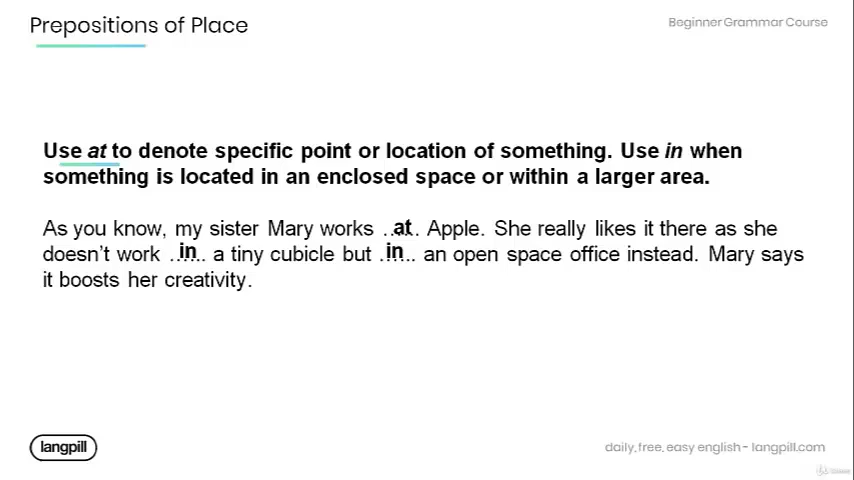 Prepositions of Place
Beginner Grammar Course
Use at to denote specific point or location of something. Use in when
something is located in an enclosed space or within a larger area.
As you know, my sister Mary works ..at.. Apple. She really likes it there as she
doesn't work ..in.. a tiny cubicle but ..in.. an open space office instead. Mary says
it boosts her creativity.
langpill
daily, free, easy english - langpill.com